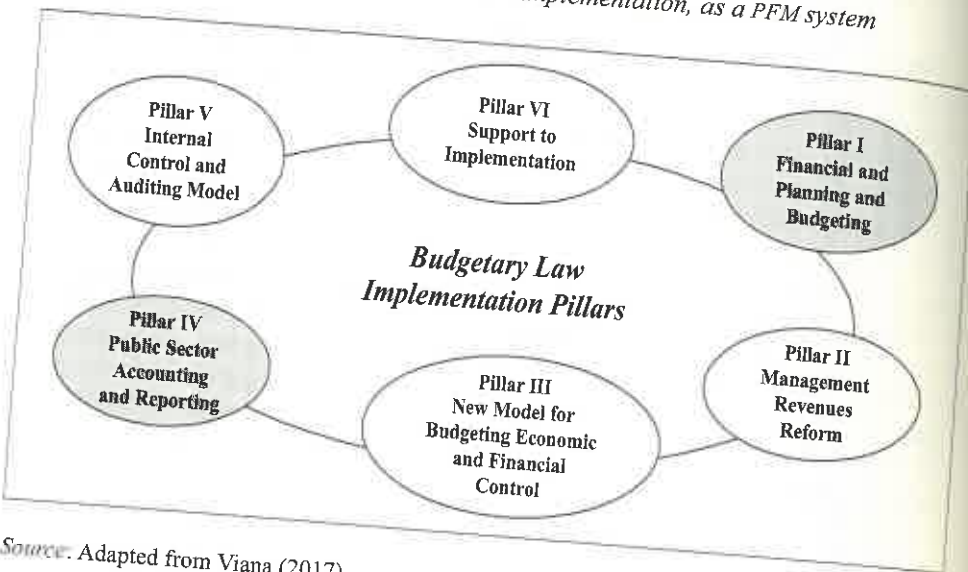 implementation, as a PFM system
Pillar V
Internal
Control and
Auditing Model
Pillar VI
Support to
Implementation
Pillar I
Financial and
Planning and
Budgeting
Budgetary Law
Implementation Pillars
Pillar IV
Public Sector
Accounting
and Reporting
Pillar III
New Model for
Budgeting Economic
and Financial
Control
Pillar II
Management
Revenues
Reform
Source: Adapted from Viana (2017)